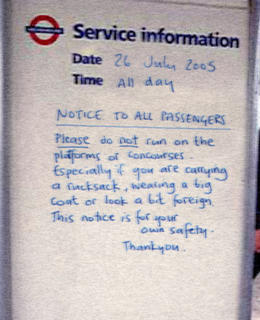 Service information
Date 26 July 2005
Time All day
NOTICE TO ALL PASSENGERS
Please do not run on the
platforms or concourses.
Especially if you are carrying
a rucksack, wearing a big
coat or look a bit foreign.
This notice is for your
own safety.
Thankyou.